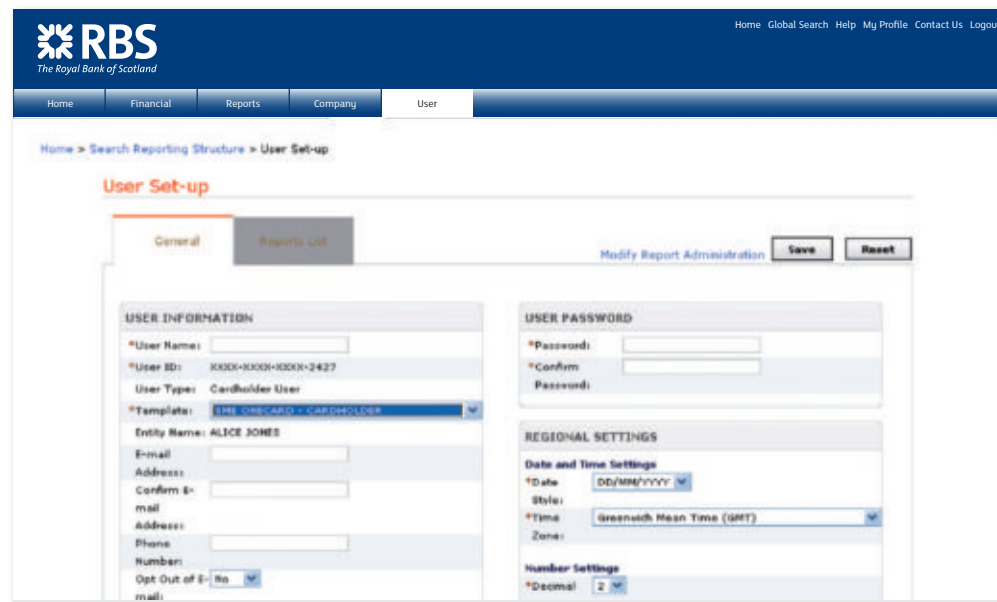 Home Global Search Help My Profile Contact Us Logou
RBS
The Royal Bank of Scotland
Home Financial Reports Company User
Home » Search Reporting Structure » User Set-up
User Set-up
General Reports List
Modify Report Administration Save Reset
USER INFORMATION
*User Name:
*User ID: XXXX-XXXX-XXXX-2427
User Type: Cardholder User
*Template: SME ONECARD - CARDHOLDER
Entity Name: ALICE JONES
E-mail
Address:
Confirm E-
mail
Address:
Phone
Number:
Opt Out of E- No
mail:
USER PASSWORD
*Password:
*Confirm
Password:
REGIONAL SETTINGS
Date and Time Settings
*Date DD/MM/YYYY
Style:
*Time Greenwich Mean Time (GMT)
Zone:
Number Settings
*Decimal 2